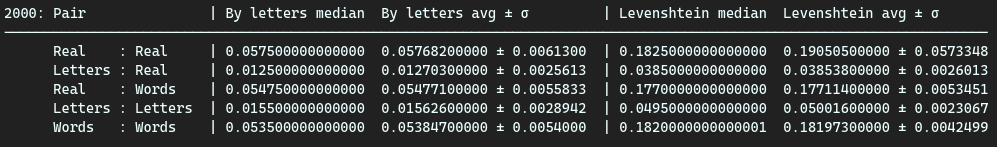 2000: Pair | By letters median By letters avg ± σ | Levenshtein median Levenshtein avg ± σ
Real : Real | 0.057500000000000 0.05768200000 ± 0.0061300 | 0.1825000000000000 0.19050500000 ± 0.0573348
Letters : Real | 0.012500000000000 0.01270300000 ± 0.0025613 | 0.0385000000000000 0.03853800000 ± 0.0026013
Real : Words | 0.054750000000000 0.05477100000 ± 0.0055833 | 0.1770000000000000 0.17711400000 ± 0.0053451
Letters : Letters | 0.015500000000000 0.01562600000 ± 0.0028942 | 0.0495000000000000 0.05001600000 ± 0.0023067
Words : Words | 0.053500000000000 0.05384700000 ± 0.0054000 | 0.1820000000000001 0.18197300000 ± 0.0042499